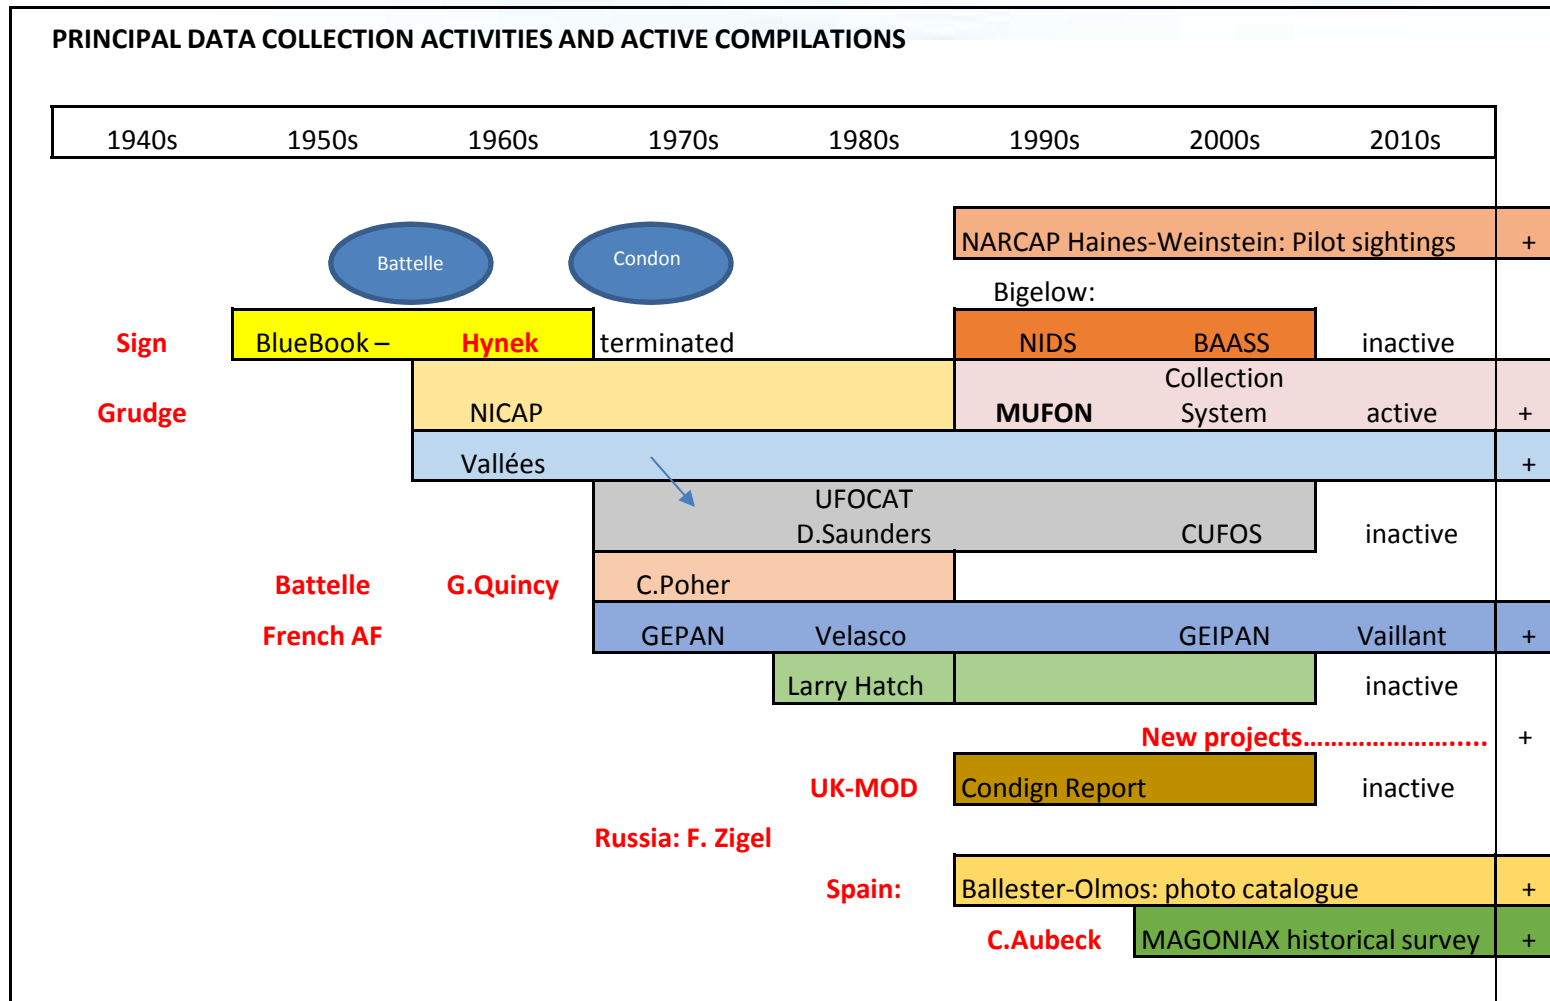 PRINCIPAL DATA COLLECTION ACTIVITIES AND ACTIVE COMPILATIONS
1940s 1950s 1960s 1970s 1980s 1990s 2000s 2010s
NARCAP Haines-Weinstein: Pilot sightings +
Battelle Condon
Bigelow:
Sign BlueBook – Hynek terminated NIDS BAASS inactive
Collection
Grudge NICAP MUFON System active +
Vallées +
UFOCAT
D.Saunders CUFOS inactive
Battelle G.Quincy C.Poher
French AF GEPAN Velasco GEIPAN Vaillant +
Larry Hatch inactive
New projects……………………..... +
UK-MOD Condign Report inactive
Russia: F. Zigel
Spain: Ballester-Olmos: photo catalogue +
C.Aubeck MAGONIAX historical survey +